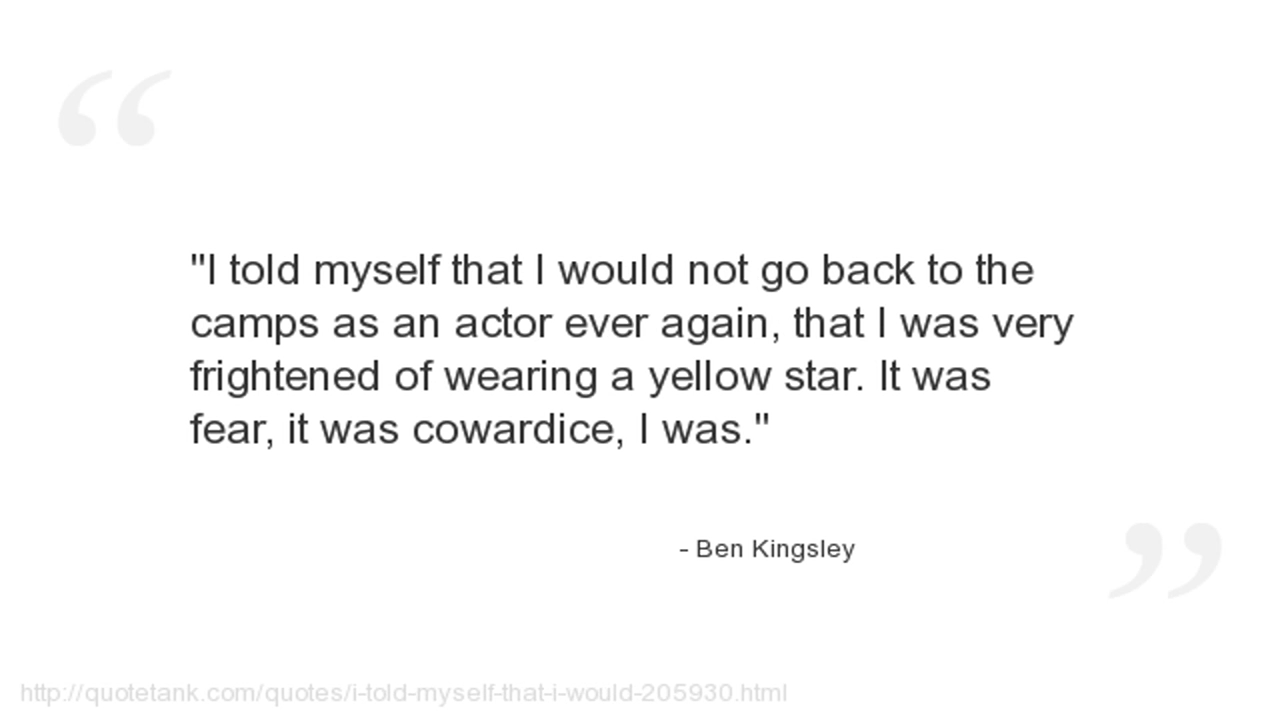 "I told myself that I would not go back to the
camps as an actor ever again, that I was very
frightened of wearing a yellow star. It was
fear, it was cowardice, I was."
- Ben Kingsley
http://quotetank.com/quotes/i-told-myself-that-i-would-205930.html